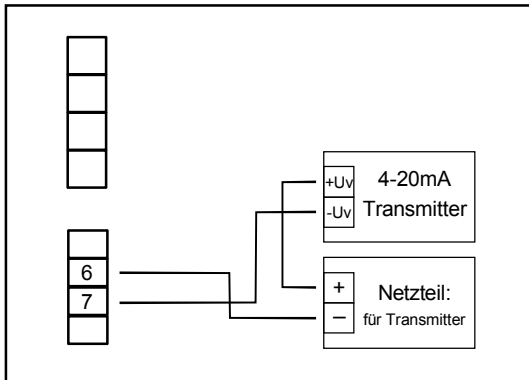 +Uv
-Uv
4-20mA
Transmitter
6
7
+
−
Netzteil:
für Transmitter